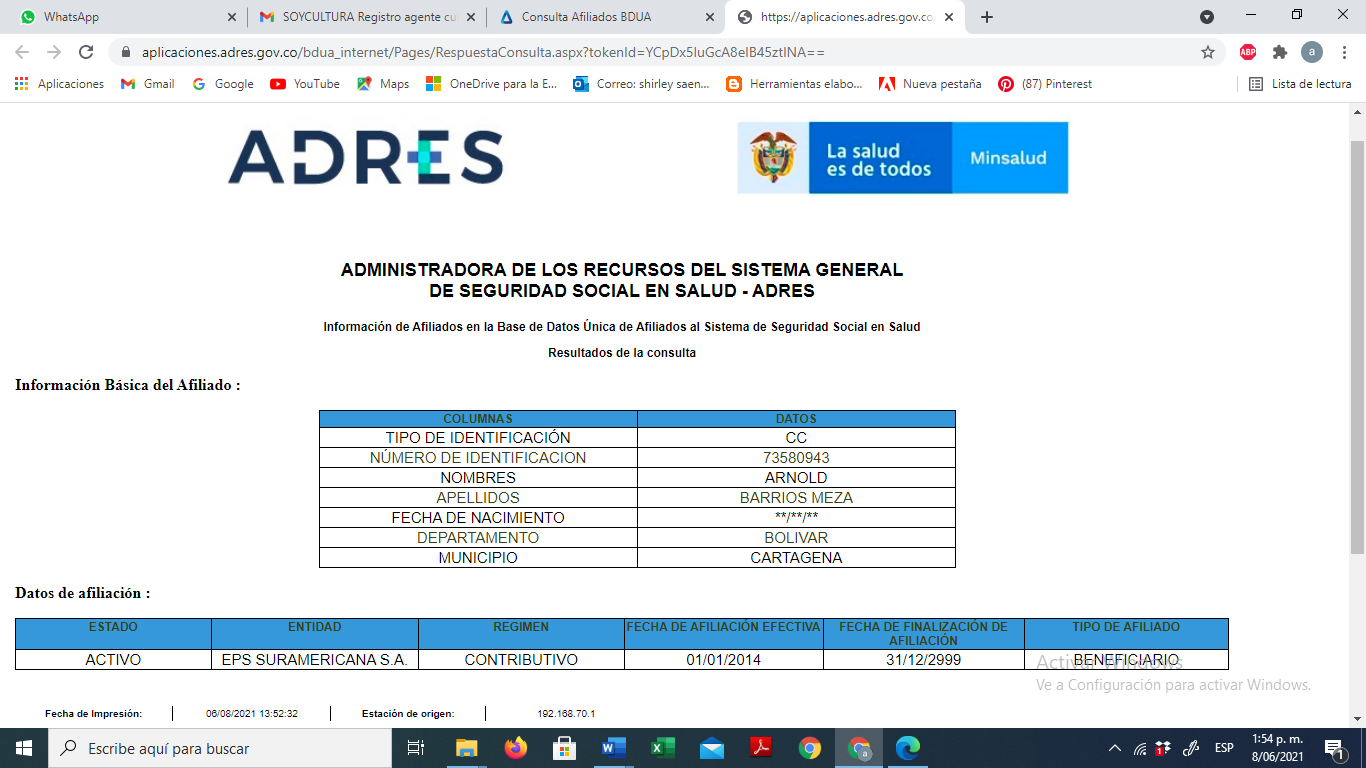 WhatsApp
SOYCULTURA Registro agente cu
Consulta Afiliados BDUA
https://aplicaciones.adres.gov.co
aplicaciones.adres.gov.co/bdua_internet/Pages/RespuestaConsulta.aspx?tokenId=YCpDx5IuGcA8eIB45ztINA==
ABP
a
Aplicaciones
Gmail
Google
YouTube
Maps
OneDrive para la E...
Correo: shirley saen...
Herramientas elabo...
Nueva pestaña
(87) Pinterest
Lista de lectura
ADRES
La salud
es de todos
Minsalud
ADMINISTRADORA DE LOS RECURSOS DEL SISTEMA GENERAL
DE SEGURIDAD SOCIAL EN SALUD - ADRES
Información de Afiliados en la Base de Datos Única de Afiliados al Sistema de Seguridad Social en Salud
Resultados de la consulta
Información Básica del Afiliado :
COLUMNAS DATOS
TIPO DE IDENTIFICACIÓN CC
NÚMERO DE IDENTIFICACION 73580943
NOMBRES ARNOLD
APELLIDOS BARRIOS MEZA
FECHA DE NACIMIENTO **/**/**
DEPARTAMENTO BOLIVAR
MUNICIPIO CARTAGENA
Datos de afiliación :
ESTADO ENTIDAD REGIMEN FECHA DE AFILIACIÓN EFECTIVA FECHA DE FINALIZACIÓN DE AFILIACIÓN TIPO DE AFILIADO
ACTIVO EPS SURAMERICANA S.A. CONTRIBUTIVO 01/01/2014 31/12/2999 BENEFICIARIO
Activar Windows
Ve a Configuración para activar Windows.
Fecha de Impresión: 06/08/2021 13:52:32 Estación de origen: 192.168.70.1
Escribe aquí para buscar
ESP
1:54 p. m.
8/06/2021